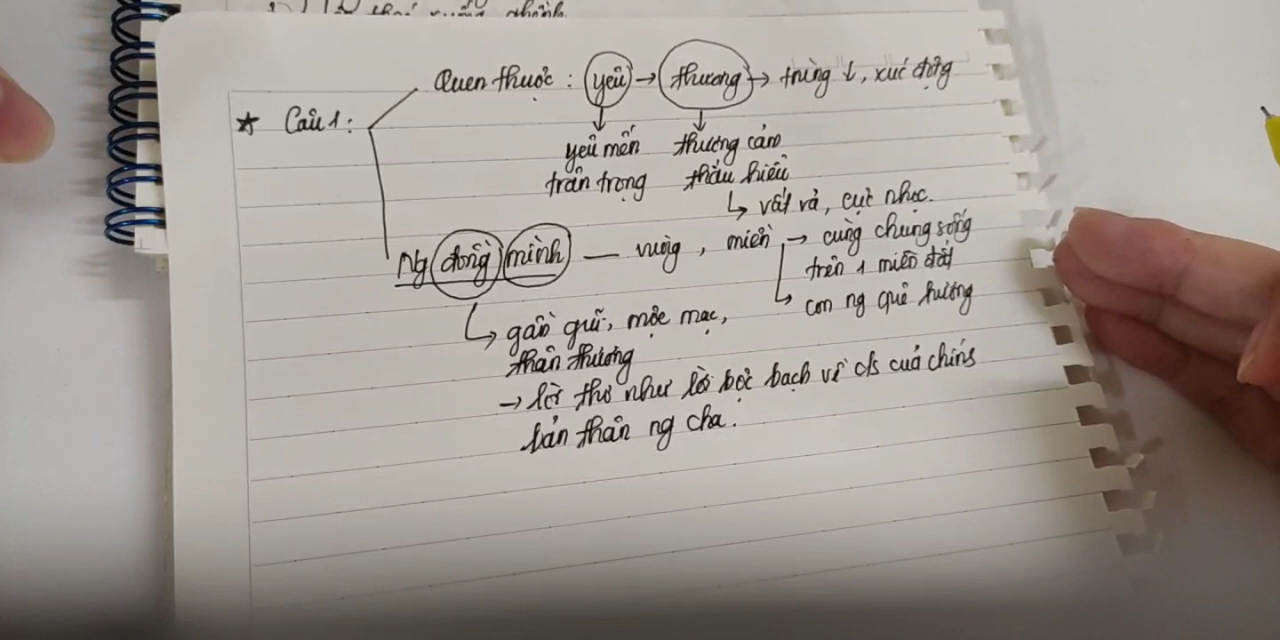 Quen thuộc : yêu → thương → trùng ↓, xúc động
* Câu 1 :
yêu mến thương cảm
trân trọng thấu hiểu
↳ vất vả, cực nhọc.
Ng đồng mình — vùng, miền → cùng chung sống
trên 1 miền đất
↳ con ng quê hương
↳ gần gũi, mộc mạc,
thân thương
→ lời thơ như lời bộc bạch về cs của chính
bản thân ng cha.